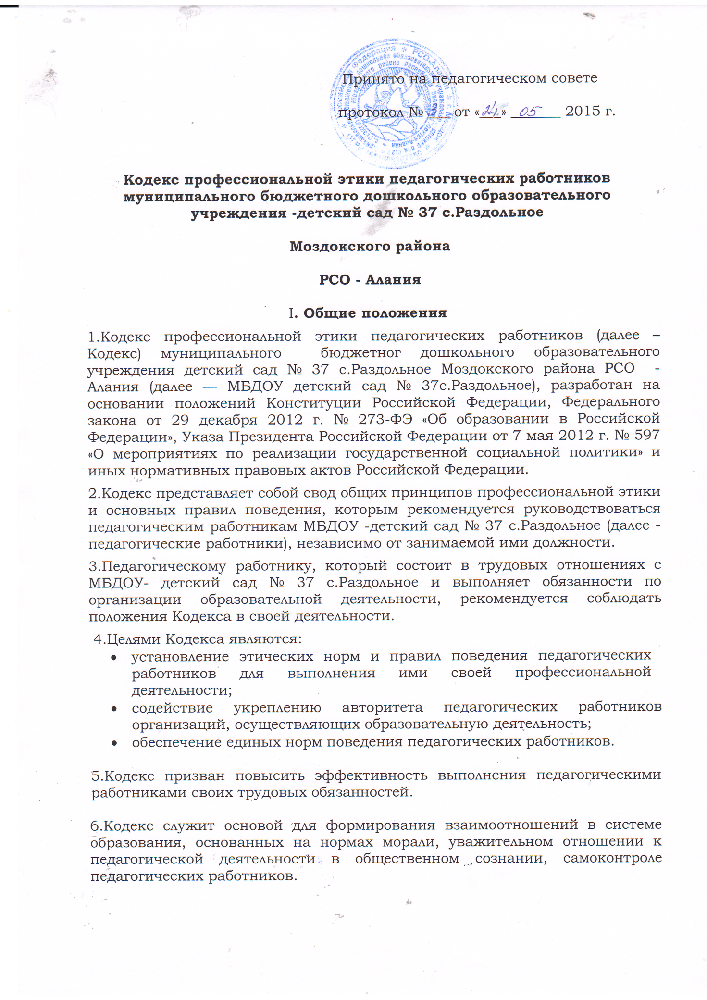 Принято на педагогическом совете
протокол № 3 от «21» 05 2015 г.
Кодекс профессиональной этики педагогических работников
муниципального бюджетного дошкольного образовательного
учреждения -детский сад № 37 с.Раздольное
Моздокского района
РСО - Алания
I. Общие положения
1.Кодекс профессиональной этики педагогических работников (далее –
Кодекс) муниципального бюджетног дошкольного образовательного
учреждения детский сад № 37 с.Раздольное Моздокского района РСО -
Алания (далее — МБДОУ детский сад № 37с.Раздольное), разработан на
основании положений Конституции Российской Федерации, Федерального
закона от 29 декабря 2012 г. № 273-ФЭ «Об образовании в Российской
Федерации», Указа Президента Российской Федерации от 7 мая 2012 г. № 597
«О мероприятиях по реализации государственной социальной политики» и
иных нормативных правовых актов Российской Федерации.
2.Кодекс представляет собой свод общих принципов профессиональной этики
и основных правил поведения, которым рекомендуется руководствоваться
педагогическим работникам МБДОУ -детский сад № 37 с.Раздольное (далее -
педагогические работники), независимо от занимаемой ими должности.
3.Педагогическому работнику, который состоит в трудовых отношениях с
МБДОУ- детский сад № 37 с.Раздольное и выполняет обязанности по
организации образовательной деятельности, рекомендуется соблюдать
положения Кодекса в своей деятельности.
4.Целями Кодекса являются:
• установление этических норм и правил поведения педагогических
работников для выполнения ими своей профессиональной
деятельности;
• содействие укреплению авторитета педагогических работников
организаций, осуществляющих образовательную деятельность;
• обеспечение единых норм поведения педагогических работников.
5.Кодекс призван повысить эффективность выполнения педагогическими
работниками своих трудовых обязанностей.
6.Кодекс служит основой для формирования взаимоотношений в системе
образования, основанных на нормах морали, уважительном отношении к
педагогической деятельности в общественном сознании, самоконтроле
педагогических работников.